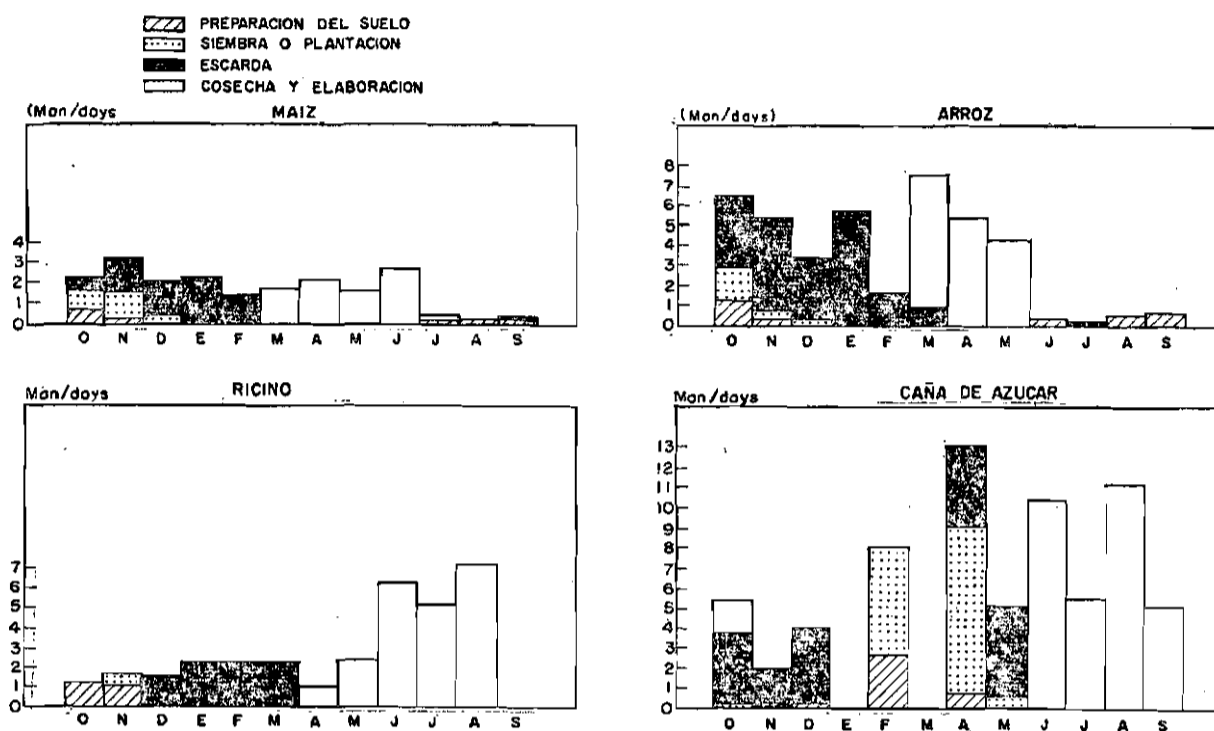 PREPARACION DEL SUELO
SIEMBRA O PLANTACION
ESCARDA
COSECHA Y ELABORACION
(Man/days
MAIZ
4
3
2
1
0
O N D E F M A M J J A S
(Man/days)
ARROZ
8
7
6
5
4
3
2
1
0
O N D E F M A M J J A S
Man/days
RICINO
7
6
5
4
3
2
1
0
O N D E F M A M J J A S
Man/days
CAÑA DE AZUCAR
13
12
11
10
9
8
7
6
5
4
3
2
1
0
O N D E F M A M J J A S